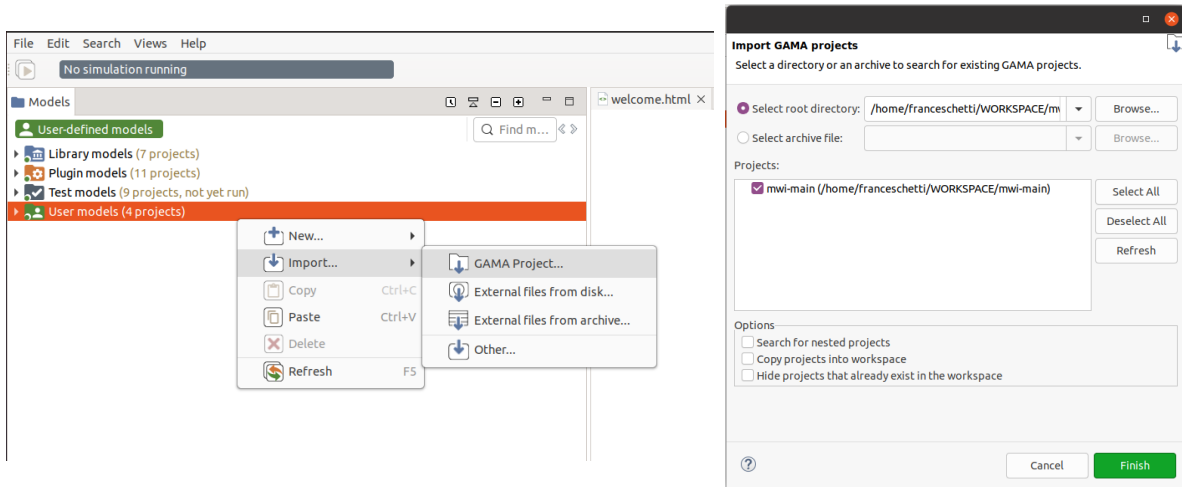 File Edit Search Views Help
No simulation running
Models
welcome.html
User-defined models
Find m...
Library models (7 projects)
Plugin models (11 projects)
Test models (9 projects, not yet run)
User models (4 projects)
New...
Import...
Copy Ctrl+C
Paste Ctrl+V
Delete
Refresh F5
GAMA Project...
External files from disk...
External files from archive...
Other...
Import GAMA projects
Select a directory or an archive to search for existing GAMA projects.
Select root directory: /home/franceschetti/WORKSPACE/mw Browse...
Select archive file: Browse...
Projects:
mwi-main (/home/franceschetti/WORKSPACE/mwi-main)
Select All
Deselect All
Refresh
Options
Search for nested projects
Copy projects into workspace
Hide projects that already exist in the workspace
Cancel Finish